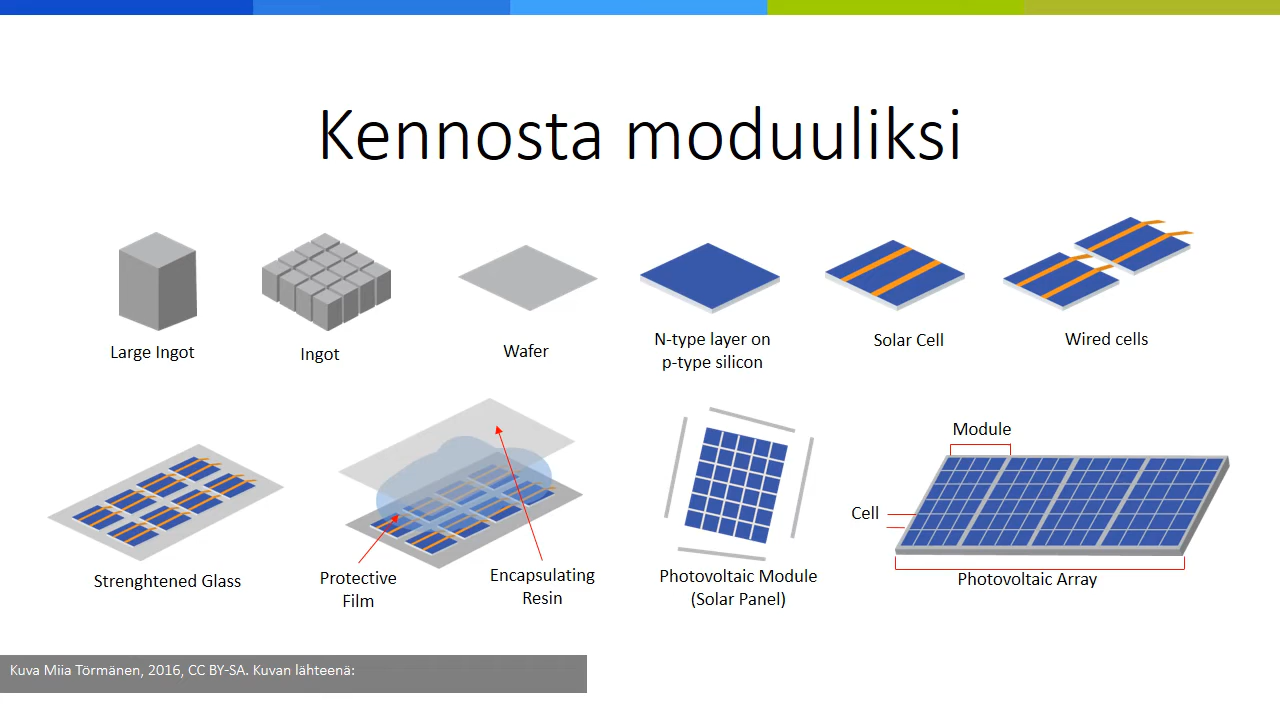 Kennosta moduuliksi
Large Ingot
Ingot
Wafer
N-type layer on
p-type silicon
Solar Cell
Wired cells
Strenghtened Glass
Protective
Film
Encapsulating
Resin
Photovoltaic Module
(Solar Panel)
Module
Cell
Photovoltaic Array
Kuva Miia Törmänen, 2016, CC BY-SA. Kuvan lähteenä: